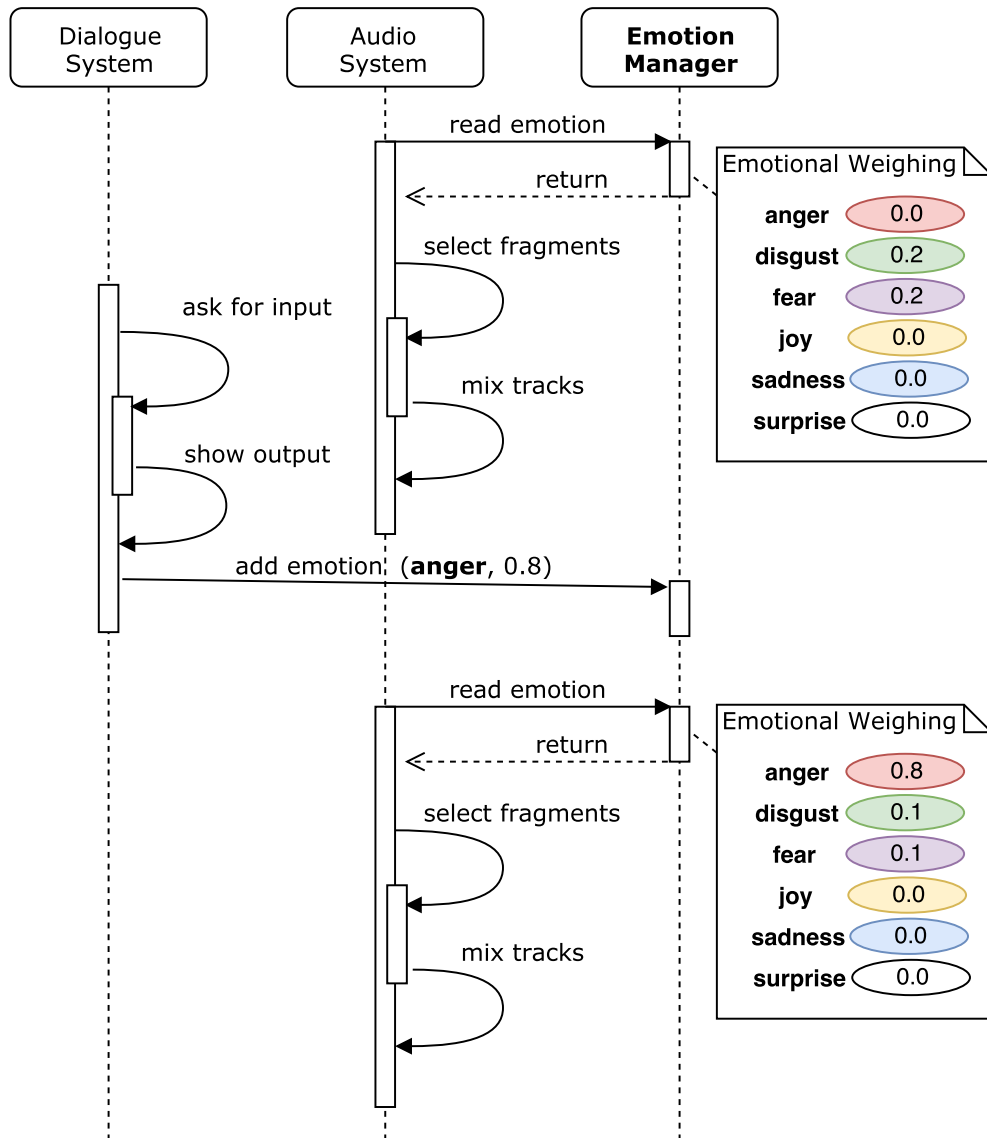 Dialogue
System
Audio
System
Emotion
Manager
read emotion
return
Emotional Weighing
anger 0.0
disgust 0.2
fear 0.2
joy 0.0
sadness 0.0
surprise 0.0
select fragments
ask for input
mix tracks
show output
add emotion (anger, 0.8)
read emotion
return
Emotional Weighing
anger 0.8
disgust 0.1
fear 0.1
joy 0.0
sadness 0.0
surprise 0.0
select fragments
mix tracks